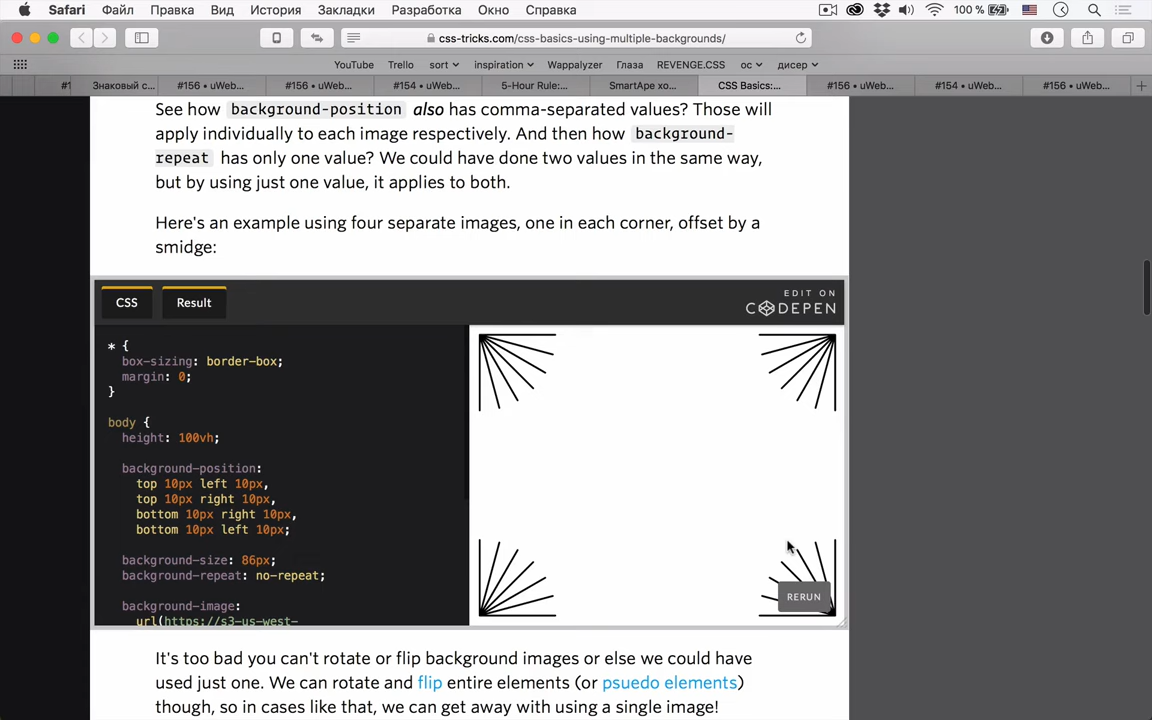 Safari Файл Правка Вид История Закладки Разработка Окно Справка 100 %
css-tricks.com/css-basics-using-multiple-backgrounds/
YouTube Trello sort inspiration Wappalyzer Глаза REVENGE.CSS ос дисер
#1 Знаковый с... #156 • uWeb... #156 • uWeb... #154 • uWeb... 5-Hour Rule:... SmartApe хо... CSS Basics:... #156 • uWeb... #154 • uWeb... #156 • uWeb...
See how background-position also has comma-separated values? Those will
apply individually to each image respectively. And then how background-
repeat has only one value? We could have done two values in the same way,
but by using just one value, it applies to both.
Here's an example using four separate images, one in each corner, offset by a
smidge:
CSS Result
EDIT ON
CODEPEN
* {
box-sizing: border-box;
margin: 0;
}
body {
height: 100vh;
background-position:
top 10px left 10px,
top 10px right 10px,
bottom 10px right 10px,
bottom 10px left 10px;
background-size: 86px;
background-repeat: no-repeat;
background-image:
url(https://s3-us-west-
RERUN
It's too bad you can't rotate or flip background images or else we could have
used just one. We can rotate and flip entire elements (or psuedo elements)
though, so in cases like that, we can get away with using a single image!